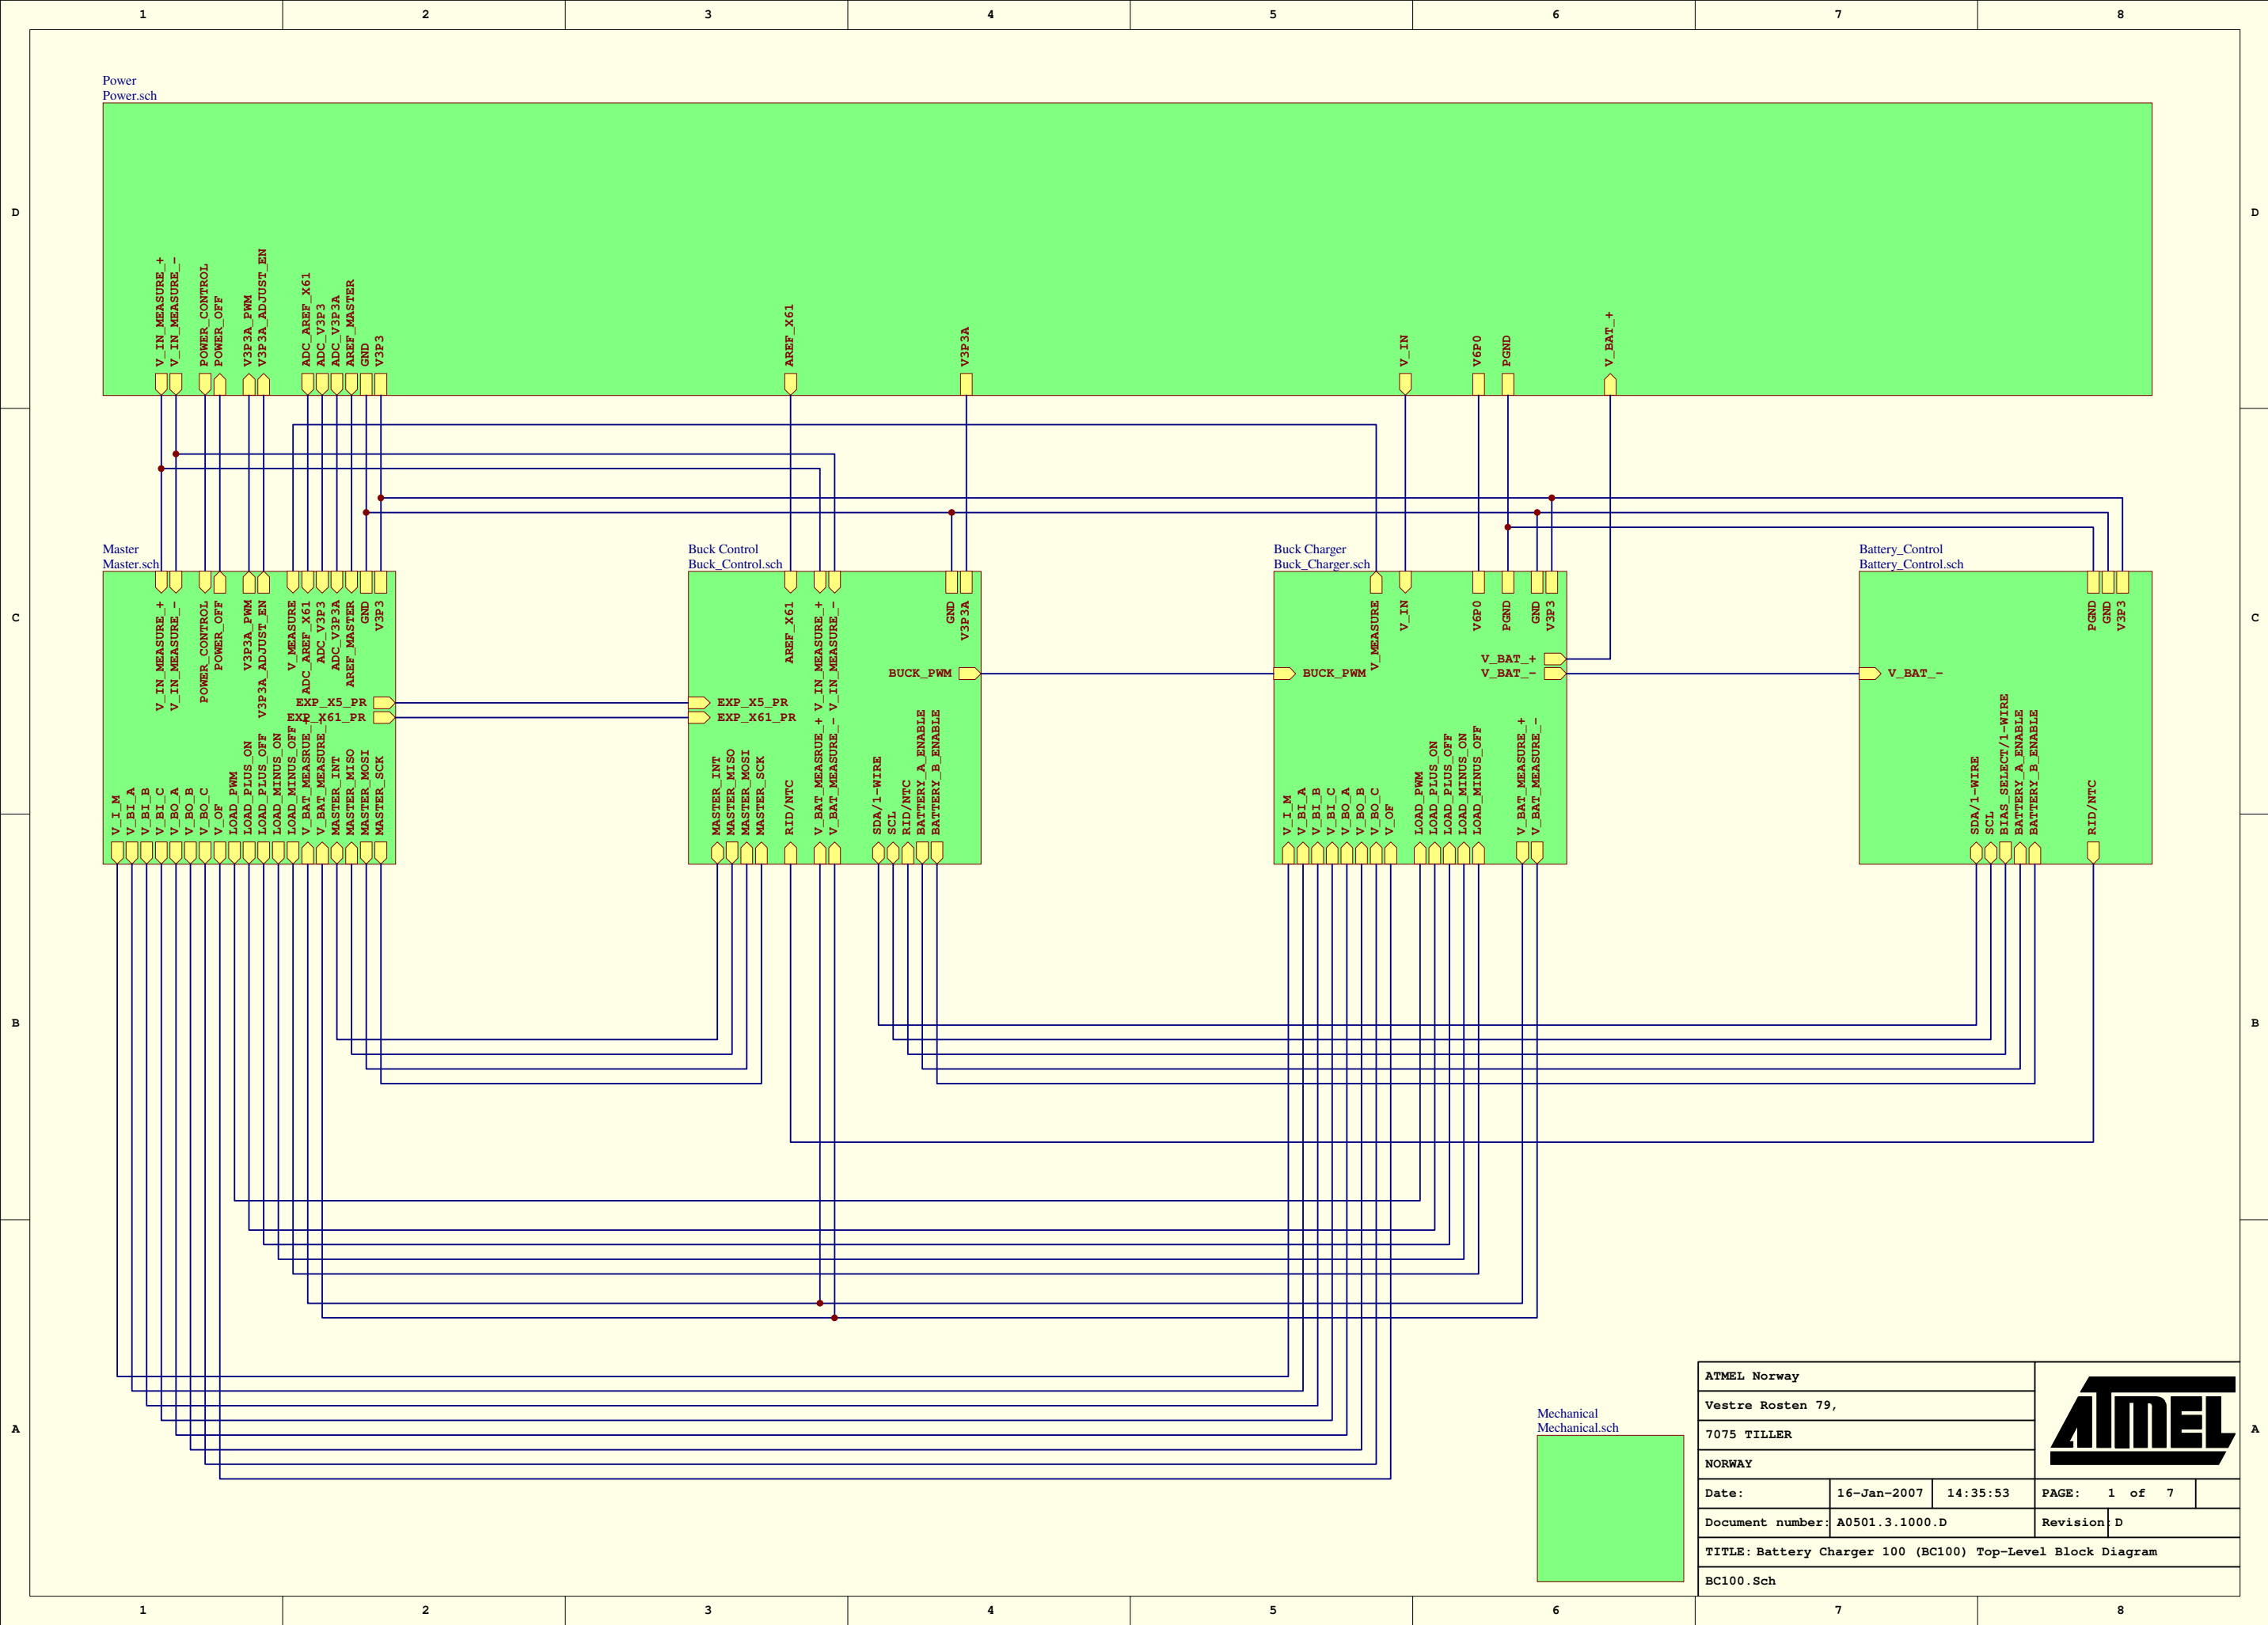 1 2 3 4 5 6 7 8
Power
Power.sch
D D
V_IN_MEASURE_+
V_IN_MEASURE_-
POWER_CONTROL
POWER_OFF
V3P3A_PWM
V3P3A_ADJUST_EN
ADC_AREF_X61
ADC_V3P3
ADC_V3P3A
AREF_MASTER
GND
V3P3
AREF_X61
V3P3A
V_IN
V6P0
PGND
V_BAT_+
C C
Master
Master.sch
V_IN_MEASURE_+
V_IN_MEASURE_-
POWER_CONTROL
POWER_OFF
V3P3A_PWM
V3P3A_ADJUST_EN
V_MEASURE
ADC_AREF_X61
ADC_V3P3
ADC_V3P3A
AREF_MASTER
GND
V3P3
EXP_X5_PR
EXP_X61_PR
V_I_M
V_BI_A
V_BI_B
V_BI_C
V_BO_A
V_BO_B
V_BO_C
V_OF
LOAD_PWM
LOAD_PLUS_ON
LOAD_PLUS_OFF
LOAD_MINUS_ON
LOAD_MINUS_OFF
V_BAT_MEASRUE_+
V_BAT_MEASURE_-
MASTER_INT
MASTER_MISO
MASTER_MOSI
MASTER_SCK
Buck Control
Buck_Control.sch
AREF_X61
V_IN_MEASURE_+
V_IN_MEASURE_-
GND
V3P3A
BUCK_PWM
EXP_X5_PR
EXP_X61_PR
MASTER_INT
MASTER_MISO
MASTER_MOSI
MASTER_SCK
RID/NTC
V_BAT_MEASRUE_+
V_BAT_MEASURE_-
SDA/1-WIRE
SCL
RID/NTC
BATTERY_A_ENABLE
BATTERY_B_ENABLE
Buck Charger
Buck_Charger.sch
V_MEASURE
V_IN
V6P0
PGND
GND
V3P3
V_BAT_+
V_BAT_-
BUCK_PWM
V_I_M
V_BI_A
V_BI_B
V_BI_C
V_BO_A
V_BO_B
V_BO_C
V_OF
LOAD_PWM
LOAD_PLUS_ON
LOAD_PLUS_OFF
LOAD_MINUS_ON
LOAD_MINUS_OFF
V_BAT_MEASURE_+
V_BAT_MEASURE_-
Battery_Control
Battery_Control.sch
PGND
GND
V3P3
V_BAT_-
SDA/1-WIRE
SCL
BIAS_SELECT/1-WIRE
BATTERY_A_ENABLE
BATTERY_B_ENABLE
RID/NTC
B B
A A
Mechanical
Mechanical.sch
ATMEL Norway
Vestre Rosten 79,
7075 TILLER
NORWAY
ATMEL
Date: 16-Jan-2007 14:35:53 PAGE: 1 of 7
Document number: A0501.3.1000.D Revision: D
TITLE: Battery Charger 100 (BC100) Top-Level Block Diagram
BC100.Sch
1 2 3 4 5 6 7 8